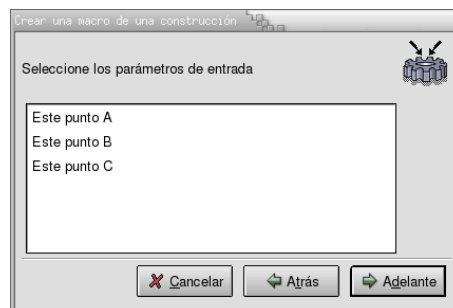 Crear una macro de una construcción
Seleccione los parámetros de entrada
Este punto A
Este punto B
Este punto C
Cancelar
Atrás
Adelante